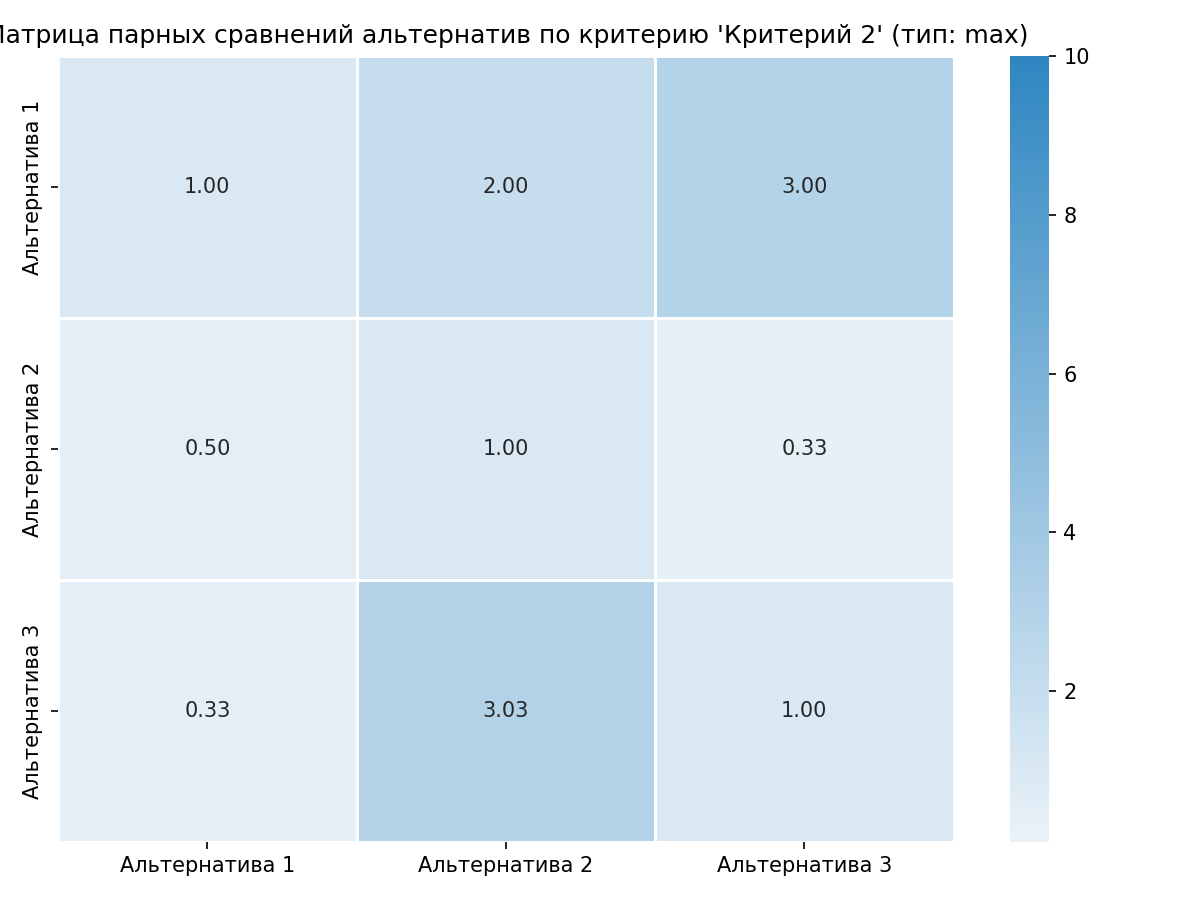 Матрица парных сравнений альтернатив по критерию 'Критерий 2' (тип: max)
10
8
6
4
2
Альтернатива 1
1.00 2.00 3.00
Альтернатива 2
0.50 1.00 0.33
Альтернатива 3
0.33 3.03 1.00
Альтернатива 1 Альтернатива 2 Альтернатива 3